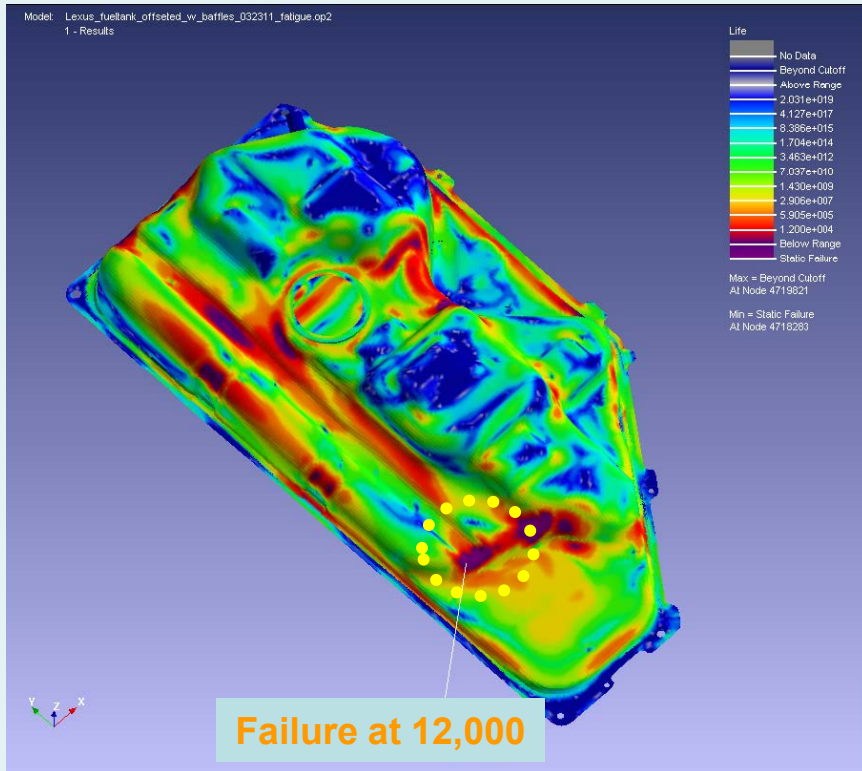 Model: Lexus_fueltank_offseted_w_baffles_032311_fatigue.op2
1 - Results
Life
No Data
Beyond Cutoff
Above Range
2.031e+019
4.127e+017
8.386e+015
1.704e+014
3.463e+012
7.037e+010
1.430e+009
2.906e+007
5.905e+005
1.200e+004
Below Range
Static Failure
Max = Beyond Cutoff
At Node 4719821
Min = Static Failure
At Node 4718283
Y Z X
Failure at 12,000